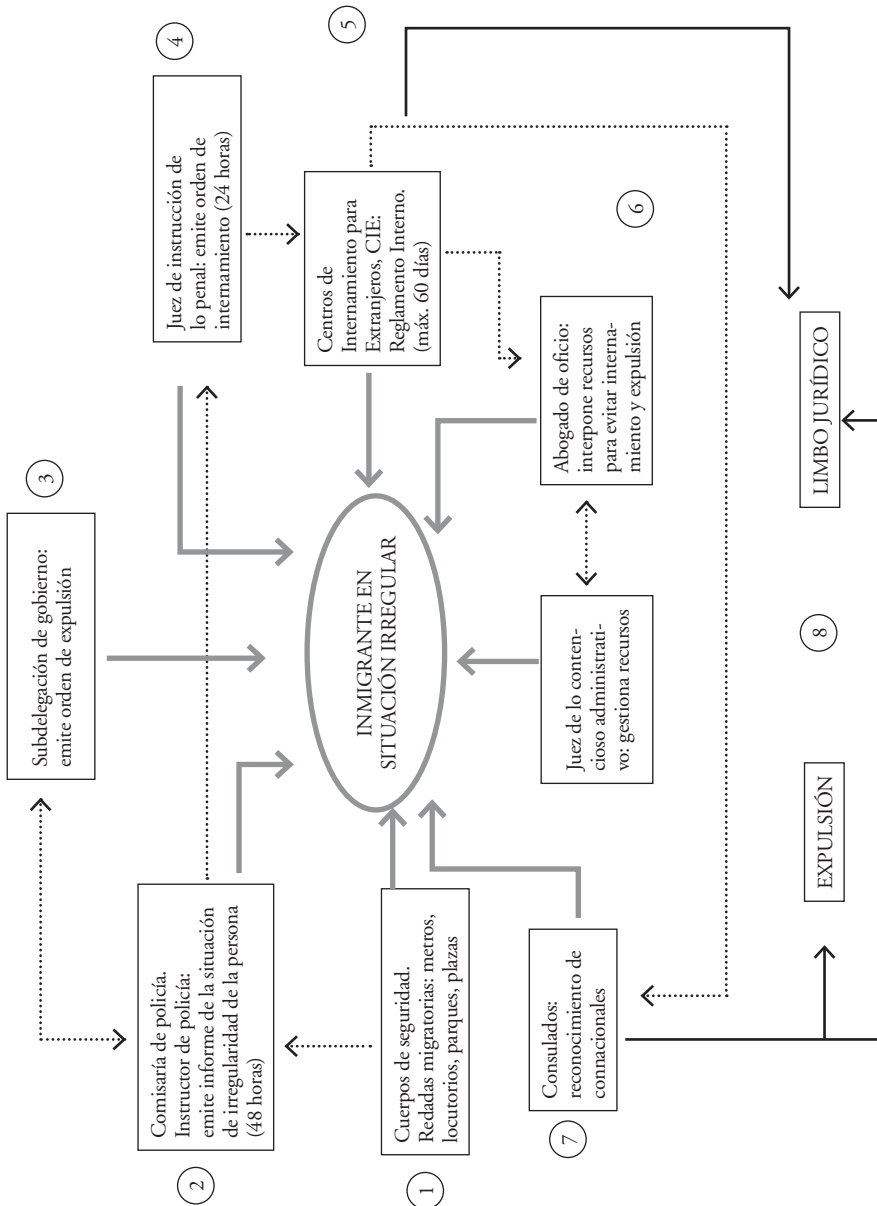 3
Subdelegación de gobierno:
emite orden de expulsión
2
Comisaría de policía.
Instructor de policía:
emite informe de la situación
de irregularidad de la persona
(48 horas)
4
Juez de instrucción de
lo penal: emite orden de
internamiento (24 horas)
1
Cuerpos de seguridad.
Redadas migratorias: metros,
locutorios, parques, plazas
INMIGRANTE EN
SITUACIÓN IRREGULAR
Centros de
Internamiento para
Extranjeros, CIE:
Reglamento Interno.
(máx. 60 días)
5
7
Consulados:
reconocimiento de
connacionales
Juez de lo conten-
cioso administrati-
vo: gestiona recursos
Abogado de oficio:
interpone recursos
para evitar interna-
miento y expulsión
6
EXPULSIÓN
8
LIMBO JURÍDICO